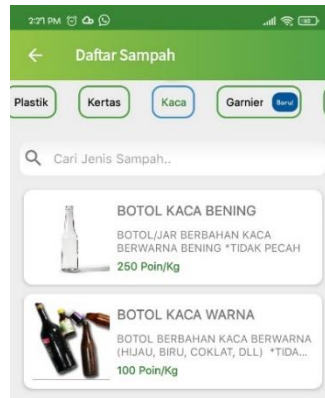 2:27 PM
Daftar Sampah
Plastik Kertas Kaca Garnier Baru!
Cari Jenis Sampah..
BOTOL KACA BENING
BOTOL/JAR BERBAHAN KACA
BERWARNA BENING *TIDAK PECAH
250 Poin/Kg
BOTOL KACA WARNA
BOTOL BERBAHAN KACA BERWARNA
(HIJAU, BIRU, COKLAT, DLL) *TIDA...
100 Poin/Kg